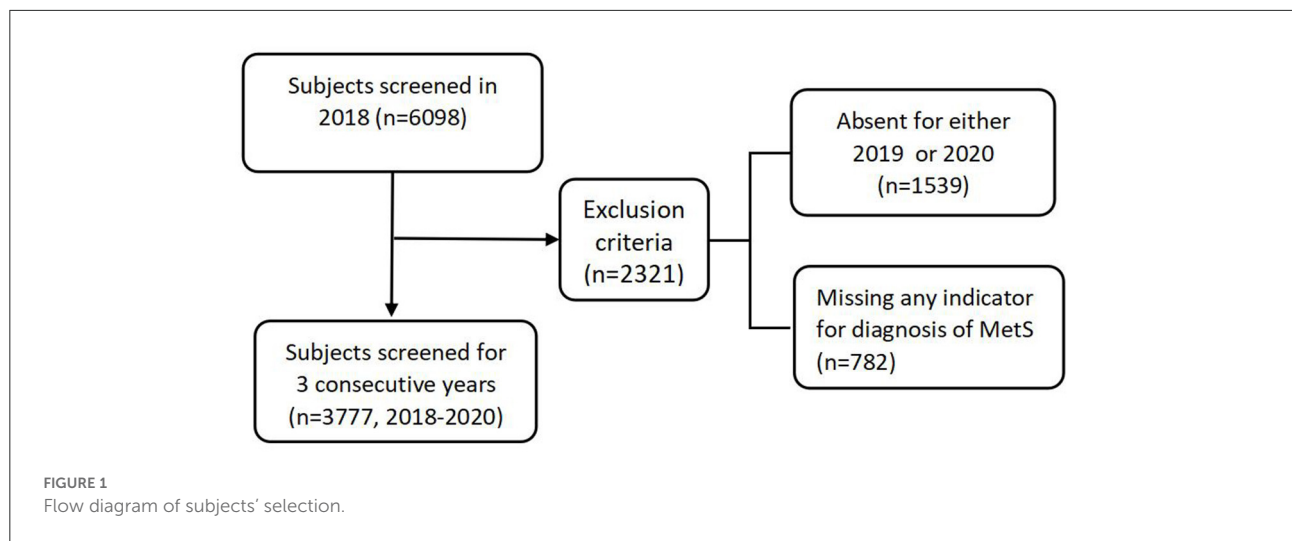 Subjects screened in
2018 (n=6098)
Absent for either
2019 or 2020
(n=1539)
Exclusion
criteria
(n=2321)
Missing any indicator
for diagnosis of MetS
(n=782)
Subjects screened for
3 consecutive years
(n=3777, 2018-2020)
FIGURE 1
Flow diagram of subjects' selection.